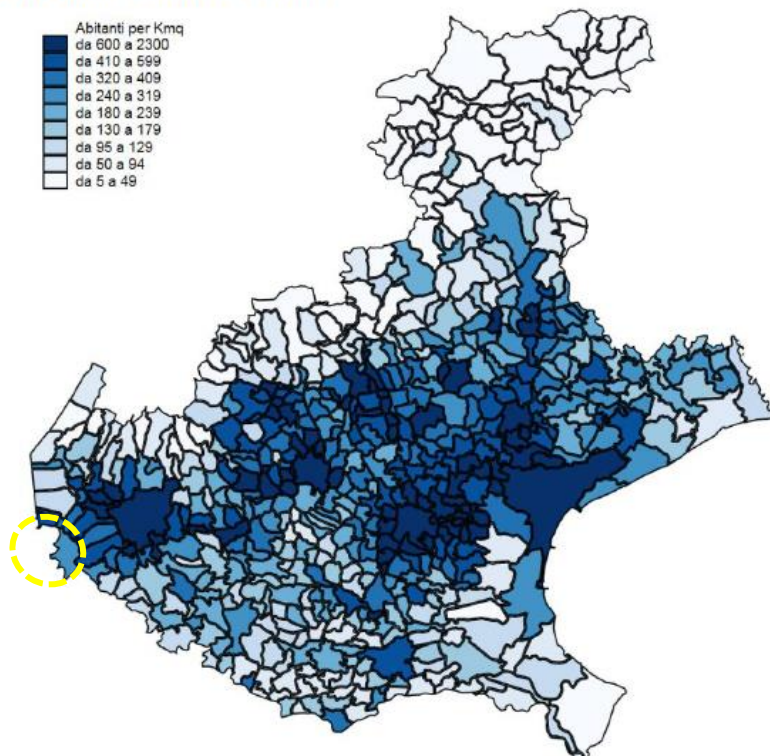 Abitanti per Kmq
da 600 a 2300
da 410 a 599
da 320 a 409
da 240 a 319
da 180 a 239
da 130 a 179
da 95 a 129
da 50 a 94
da 5 a 49